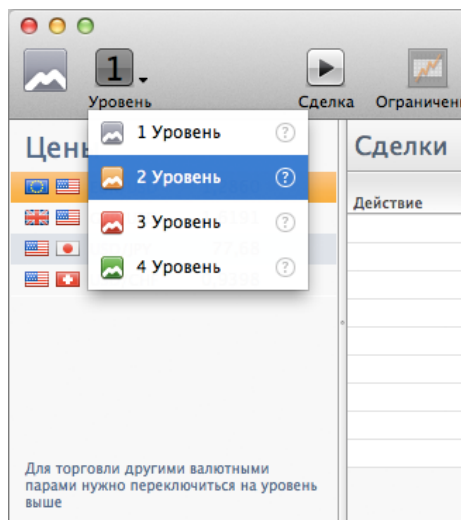 1
Уровень
Сделка
Ограничен
Цены
1 Уровень ?
2 Уровень ?
3 Уровень ?
4 Уровень ?
Сделки
Действие
Для торговли другими валютными
парами нужно переключиться на уровень
выше